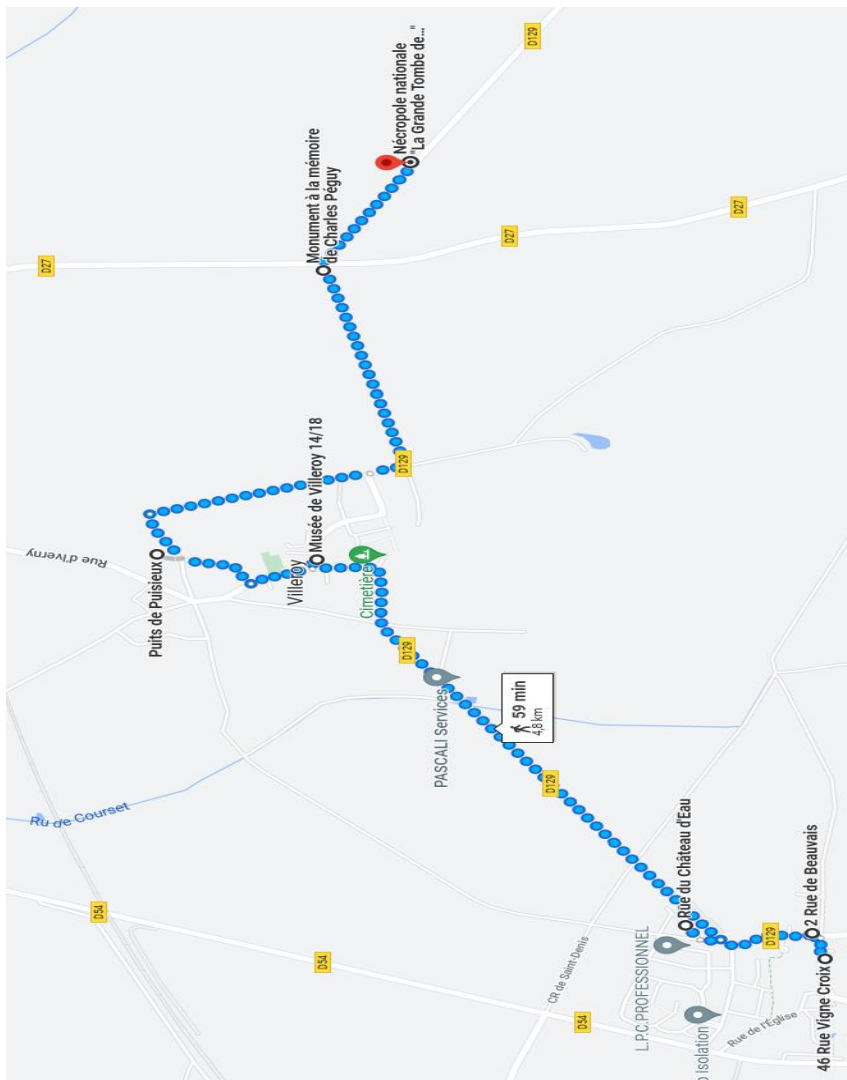 D129
Nécropole nationale
"La Grande Tombe de..."
Monument à la mémoire
de Charles Péguy
D27
D27
D27
D129
Musée de Villeroy 14/18
Rue d'Iverny
Puits de Puisieux
Villeroy
Cimetière
D129
PASCALI Services
59 min
4,8 km
D129
Ru de Courset
D54
D54
D54
CR de Saint-Denis
Rue du Château d'Eau
L.P.C.PROFESSIONNEL
D129
2 Rue de Beauvais
46 Rue Vigne Croix
Rue de l'Église
o Isolation